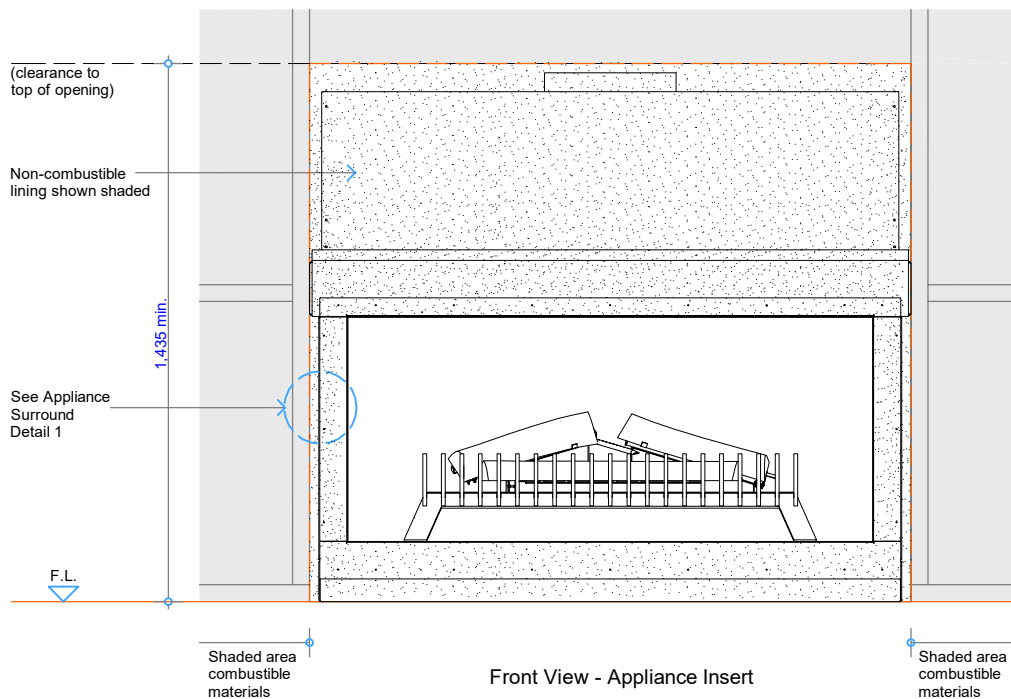 (clearance to
top of opening)
Non-combustible
lining shown shaded
1,435 min.
See Appliance
Surround
Detail 1
F.L.
Shaded area
combustible
materials
Front View - Appliance Insert
Shaded area
combustible
materials